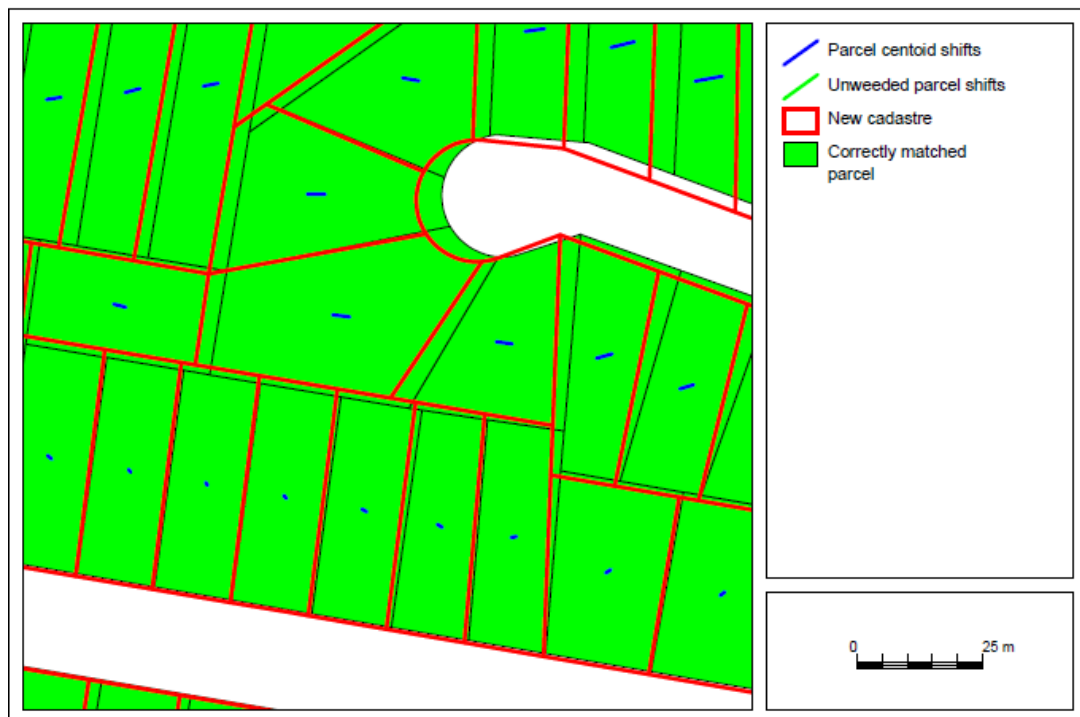 Parcel centoid shifts
Unweeded parcel shifts
New cadastre
Correctly matched
parcel
0 25 m